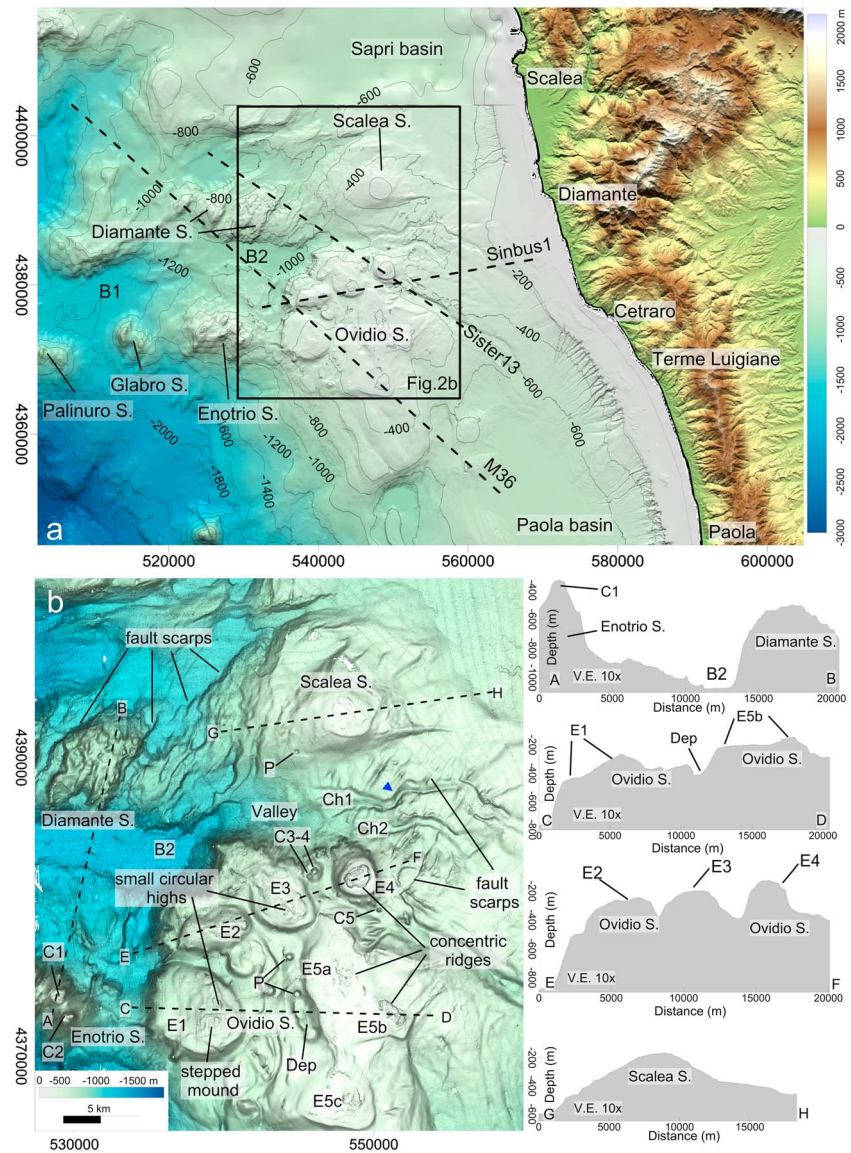 Sapri basin
-600
-600
Scalea
Scalea S.
-800
-400
-1000
-800
Diamante
Diamante S.
B2
-1000
Sinbus1
-1200
-200
B1
Cetraro
Ovidio S.
-400
Sister13
Terme Luigiane
Glabro S.
Fig.2b
-600
Palinuro S.
Enotrio S.
-800
-2000
-1600
-400
-600
-1200
-1000
-1800
-1400
M36
Paola basin
Paola
a
4400000
4380000
4360000
520000
540000
560000
580000
600000
2000 m
1500
1000
500
0
-500
-1000
-1500
-2000
-2500
-3000
b
fault scarps
Scalea S.
B
H
G
P
Diamante S.
Ch1
Valley
Ch2
B2
C3-4
small circular
highs
F
fault
scarps
E3
E4
C5
E2
concentric
ridges
E
C1
P
E5a
C
A
D
E1
Ovidio S.
E5b
C2
Enotrio S.
Dep
stepped
mound
E5c
0 -500 -1000 -1500 m
5 km
4390000
4370000
530000
550000
-400
-600
-800
-1000
Depth (m)
C1
Enotrio S.
Diamante S.
B2
A
V.E. 10x
B
0 5000 10000 15000 20000
Distance (m)
-200
-400
-600
-800
Depth (m)
E1
Dep
E5b
Ovidio S.
Ovidio S.
C
V.E. 10x
D
0 5000 10000 15000 20000
Distance (m)
-200
-400
-600
-800
Depth (m)
E2
E3
E4
Ovidio S.
Ovidio S.
E
V.E. 10x
F
0 5000 10000 15000 20000
Distance (m)
-200
-400
-600
Depth (m)
Scalea S.
G
V.E. 10x
H
0 5000 10000 15000
Distance (m)